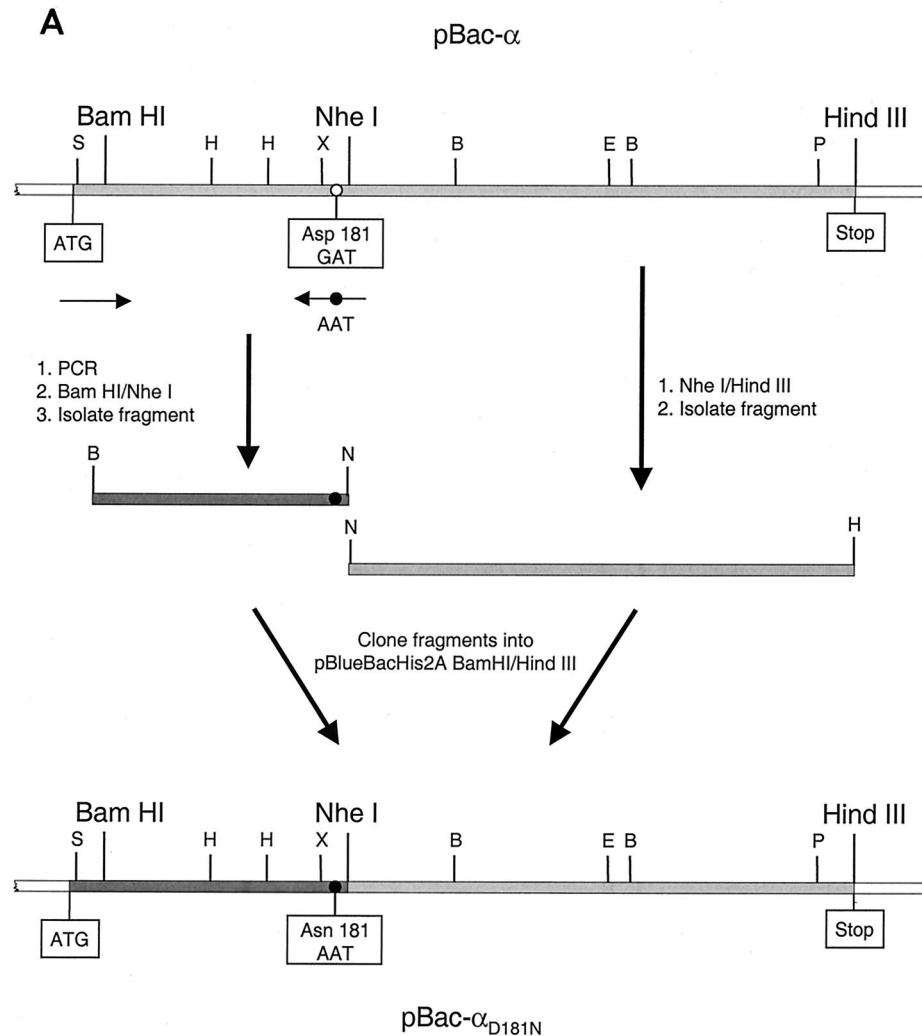 A
pBac-α
Bam HI Nhe I Hind III
S H H X B E B P
ATG
Asp 181
GAT
Stop
AAT
1. PCR
2. Bam HI/Nhe I
3. Isolate fragment
1. Nhe I/Hind III
2. Isolate fragment
B N
N H
Clone fragments into
pBlueBacHis2A BamHI/Hind III
Bam HI Nhe I Hind III
S H H X B E B P
ATG
Asn 181
AAT
Stop
pBac-αD181N